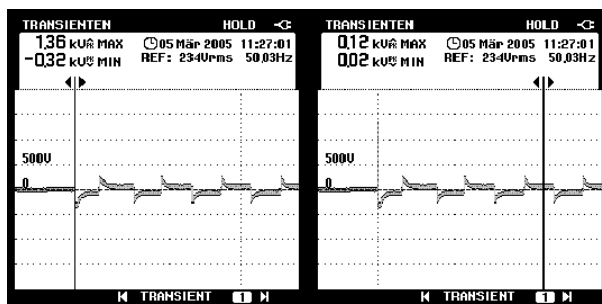 TRANSIENTEN HOLD
1,36 kV MAX
05 Mär 2005 11:27:01
-0,32 kV MIN
REF: 234Vrms 50,03Hz
500V
0
TRANSIENT 1
TRANSIENTEN HOLD
0,12 kV MAX
05 Mär 2005 11:27:01
0,02 kV MIN
REF: 234Vrms 50,03Hz
500V
0
TRANSIENT 1